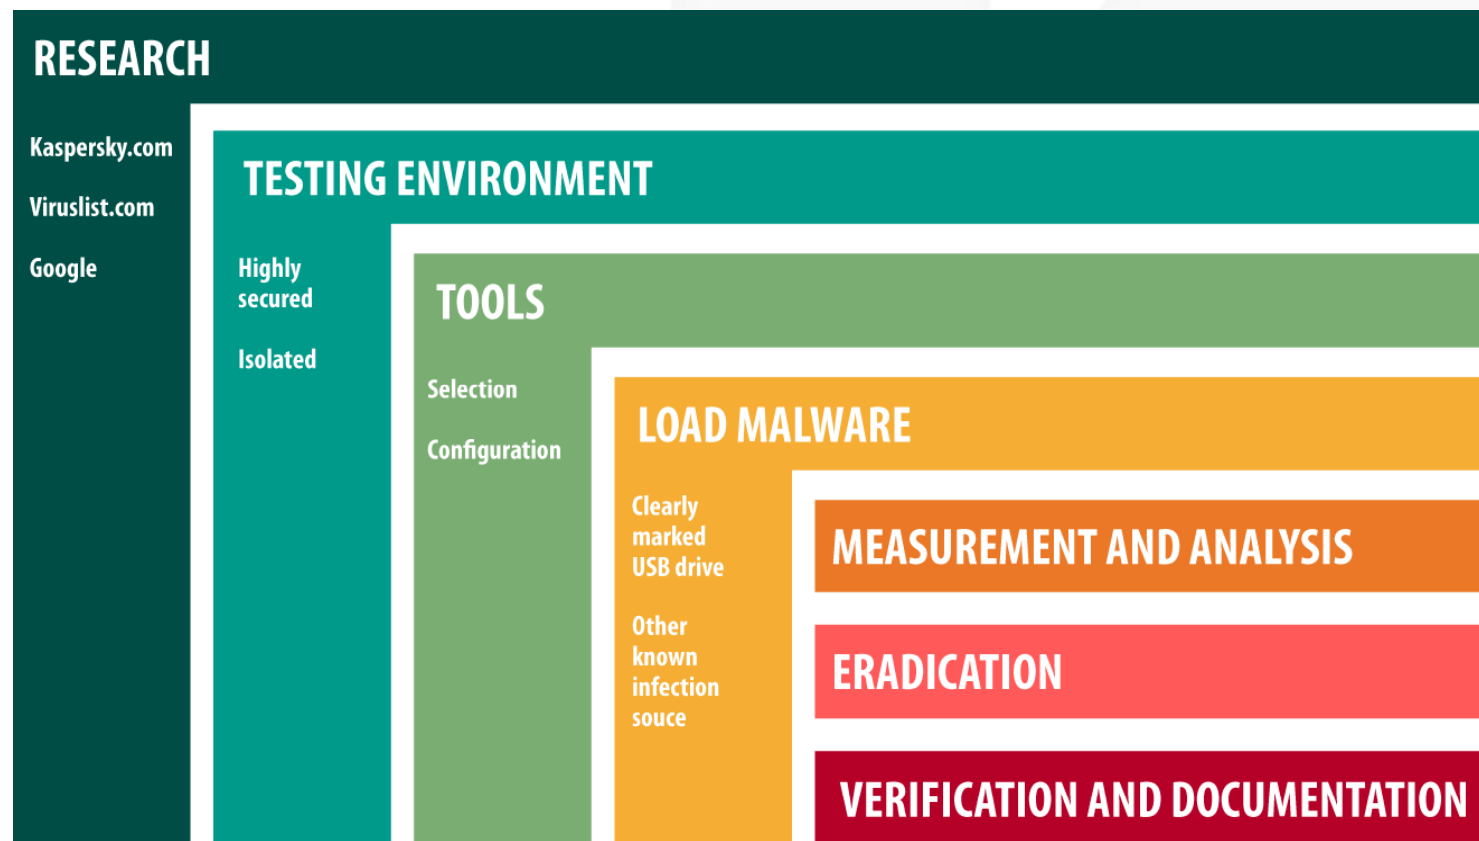 RESEARCH
Kaspersky.com
Viruslist.com
Google
TESTING ENVIRONMENT
Highly
secured
Isolated
TOOLS
Selection
Configuration
LOAD MALWARE
Clearly
marked
USB drive
Other
known
infection
souce
MEASUREMENT AND ANALYSIS
ERADICATION
VERIFICATION AND DOCUMENTATION